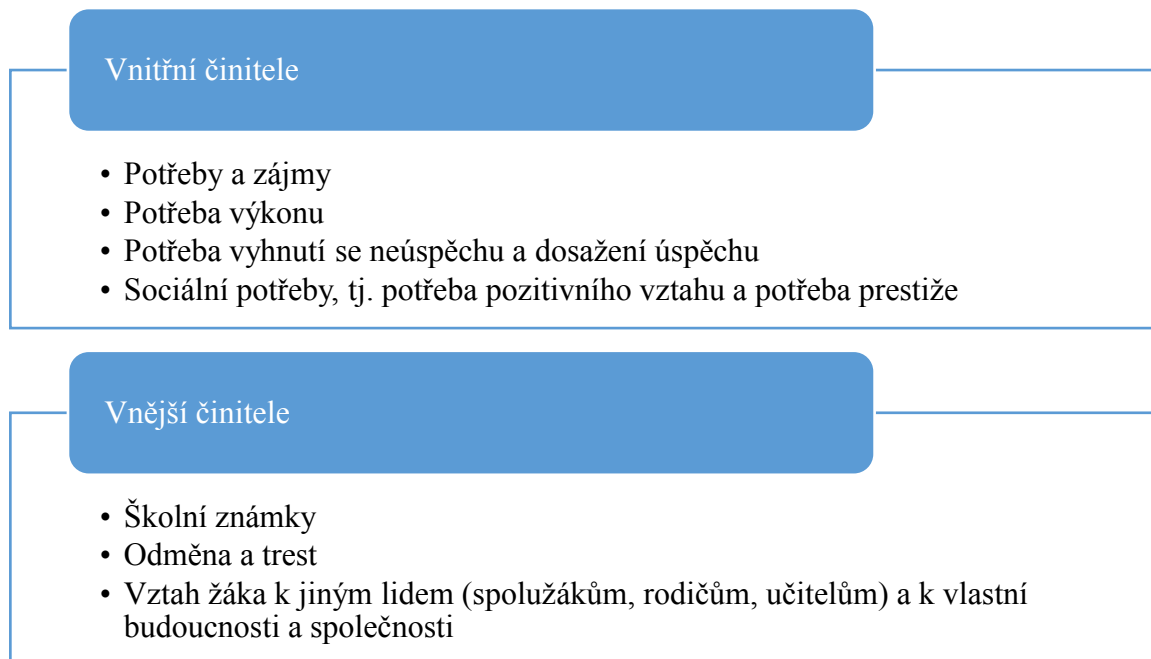 Vnitřní činitele
• Potřeby a zájmy
• Potřeba výkonu
• Potřeba vyhnutí se neúspěchu a dosažení úspěchu
• Sociální potřeby, tj. potřeba pozitivního vztahu a potřeba prestiže
Vnější činitele
• Školní známky
• Odměna a trest
• Vztah žáka k jiným lidem (spolužákům, rodičům, učitelům) a k vlastní
budoucnosti a společnosti